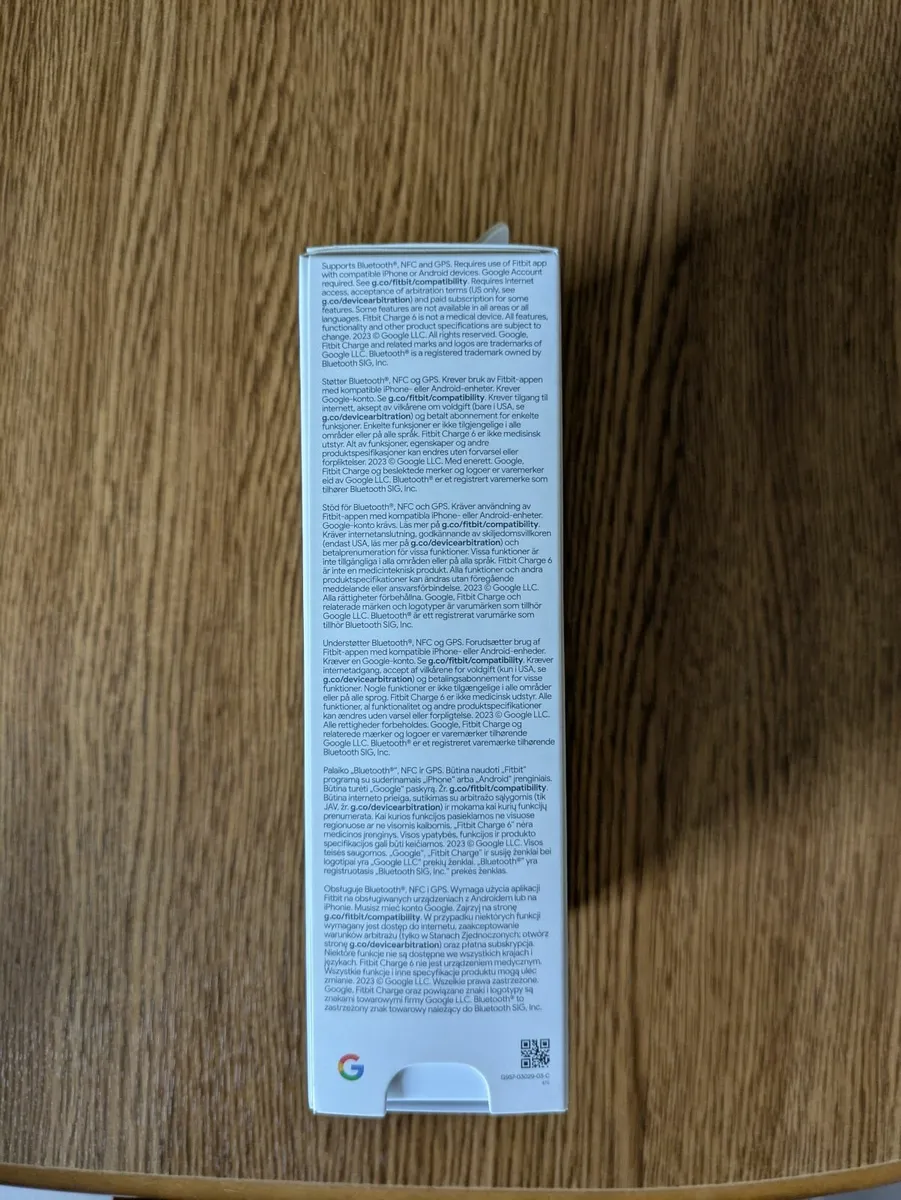 Supports Bluetooth®, NFC and GPS. Requires use of Fitbit app
with compatible iPhone or Android devices. Google Account
required. See g.co/fitbit/compatibility. Requires Internet
access, acceptance of arbitration terms (US only, see
g.co/devicearbitration) and paid subscription for some
features. Some features are not available in all areas or all
languages. Fitbit Charge 6 is not a medical device. All features,
functionality and other product specifications are subject to
change. 2023 © Google LLC. All rights reserved. Google,
Fitbit Charge and related marks and logos are trademarks of
Google LLC. Bluetooth® is a registered trademark owned by
Bluetooth SIG, Inc.
Støtter Bluetooth®, NFC og GPS. Krever bruk av Fitbit-appen
med kompatible iPhone- eller Android-enheter. Krever
Google-konto. Se g.co/fitbit/compatibility. Krever tilgang til
internett, aksept av vilkårene om voldgift (bare i USA, se
g.co/devicearbitration) og betalt abonnement for enkelte
funksjoner. Enkelte funksjoner er ikke tilgjengelige i alle
områder eller på alle språk. Fitbit Charge 6 er ikke medisinsk
utstyr. Alt av funksjoner, egenskaper og andre
produktspesifikasjoner kan endres uten forvarsel eller
forpliktelser. 2023 © Google LLC. Med enerett. Google,
Fitbit Charge og beslektede merker og logoer er varemerker
eid av Google LLC. Bluetooth® er et registrert varemerke som
tilhører Bluetooth SIG, Inc.
Stöd för Bluetooth®, NFC och GPS. Kräver användning av
Fitbit-appen med kompatibla iPhone- eller Android-enheter.
Google-konto krävs. Läs mer på g.co/fitbit/compatibility.
Kräver internetanslutning, godkännande av skiljedomsvillkoren
(endast USA, läs mer på g.co/devicearbitration) och
betalprenumeration för vissa funktioner. Vissa funktioner är
inte tillgängliga i alla områden eller på alla språk. Fitbit Charge 6
är inte en medicinteknisk produkt. Alla funktioner och andra
produktspecifikationer kan ändras utan föregående
meddelande eller ansvarsförbindelse. 2023 © Google LLC.
Alla rättigheter förbehållna. Google, Fitbit Charge och
relaterade märken och logotyper är varumärken som tillhör
Google LLC. Bluetooth® är ett registrerat varumärke som
tillhör Bluetooth SIG, Inc.
Understøtter Bluetooth®, NFC og GPS. Forudsætter brug af
Fitbit-appen med kompatible iPhone- eller Android-enheder.
Kræver en Google-konto. Se g.co/fitbit/compatibility. Kræver
internetadgang, accept af vilkårene for voldgift (kun i USA, se
g.co/devicearbitration) og betalingsabonnement for visse
funktioner. Nogle funktioner er ikke tilgængelige i alle områder
eller på alle sprog. Fitbit Charge 6 er ikke medicinsk udstyr. Alle
funktioner, al funktionalitet og andre produktspecifikationer
kan ændres uden varsel eller forpligtelse. 2023 © Google LLC.
Alle rettigheder forbeholdes. Google, Fitbit Charge og
relaterede mærker og logoer er varemærker tilhørende
Google LLC. Bluetooth® er et registreret varemærke tilhørende
Bluetooth SIG, Inc.
Palaiko „Bluetooth®“, NFC ir GPS. Būtina naudoti „Fitbit“
programą su suderinamais „iPhone“ arba „Android“ įrenginiais.
Būtina turėti „Google“ paskyrą. Žr. g.co/fitbit/compatibility.
Būtina interneto prieiga, sutikimas su arbitražo sąlygomis (tik
JAV, žr. g.co/devicearbitration) ir mokama kai kurių funkcijų
prenumerata. Kai kurios funkcijos pasiekiamos ne visuose
regionuose ar ne visomis kalbomis. „Fitbit Charge 6“ nėra
medicinos įrenginys. Visos ypatybės, funkcijos ir produkto
specifikacijos gali būti keičiamos. 2023 © Google LLC. Visos
teisės saugomos. „Google“, „Fitbit Charge“ ir susiję ženklai bei
logotipai yra „Google LLC“ prekių ženklai. „Bluetooth®“ yra
registruotasis „Bluetooth SIG, Inc.“ prekės ženklas.
Obsługuje Bluetooth®, NFC i GPS. Wymaga użycia aplikacji
Fitbit na obsługiwanych urządzeniach z Androidem lub na
iPhonie. Musisz mieć konto Google. Zajrzyj na stronę
g.co/fitbit/compatibility. W przypadku niektórych funkcji
wymagany jest dostęp do internetu, zaakceptowanie
warunków arbitrażu (tylko w Stanach Zjednoczonych; otwórz
stronę g.co/devicearbitration) oraz płatna subskrypcja.
Niektóre funkcje nie są dostępne we wszystkich krajach i
językach. Fitbit Charge 6 nie jest urządzeniem medycznym.
Wszystkie funkcje i inne specyfikacje produktu mogą ulec
zmianie. 2023 © Google LLC. Wszelkie prawa zastrzeżone.
Google, Fitbit Charge oraz powiązane znaki i logotypy są
znakami towarowymi firmy Google LLC. Bluetooth® to
zastrzeżony znak towarowy należący do Bluetooth SIG, Inc.
G
G957-03029-03-C